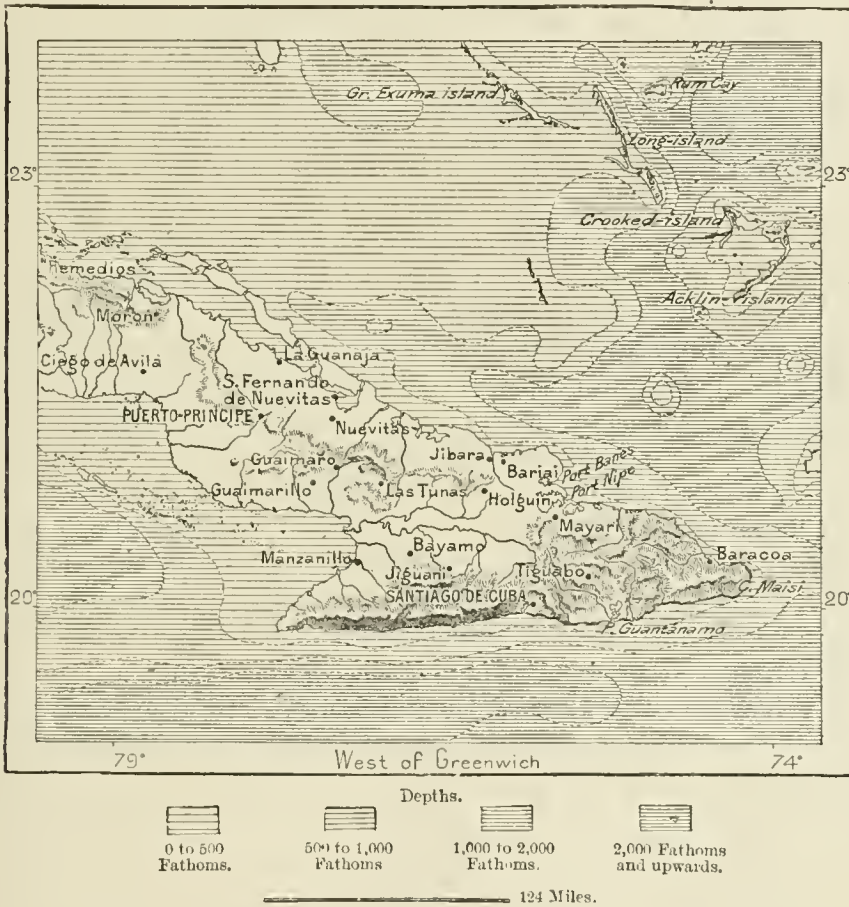 Gr. Exuma island
Rum Cay
Long-island
23°
23°
Crooked-island
Remedios
Acklin-island
Moron
Ciego de Avila
La Guanaja
S. Fernando
de Nuevitas
PUERTO-PRINCIPE
Nuevitas
Guaimaro
Jibara
Bariai
Port Banes
Port Nipe
Guaimarillo
Las Tunas
Holguin
Mayari
Manzanillo
Bayamo
Baracoa
Jiguani
Tiguabo
C. Maisi
SANTIAGO DE CUBA
20°
20°
P. Guantánamo
79°
West of Greenwich
74°
Depths.
0 to 500
Fathoms.
500 to 1,000
Fathoms
1,000 to 2,000
Fathoms.
2,000 Fathoms
and upwards.
124 Miles.